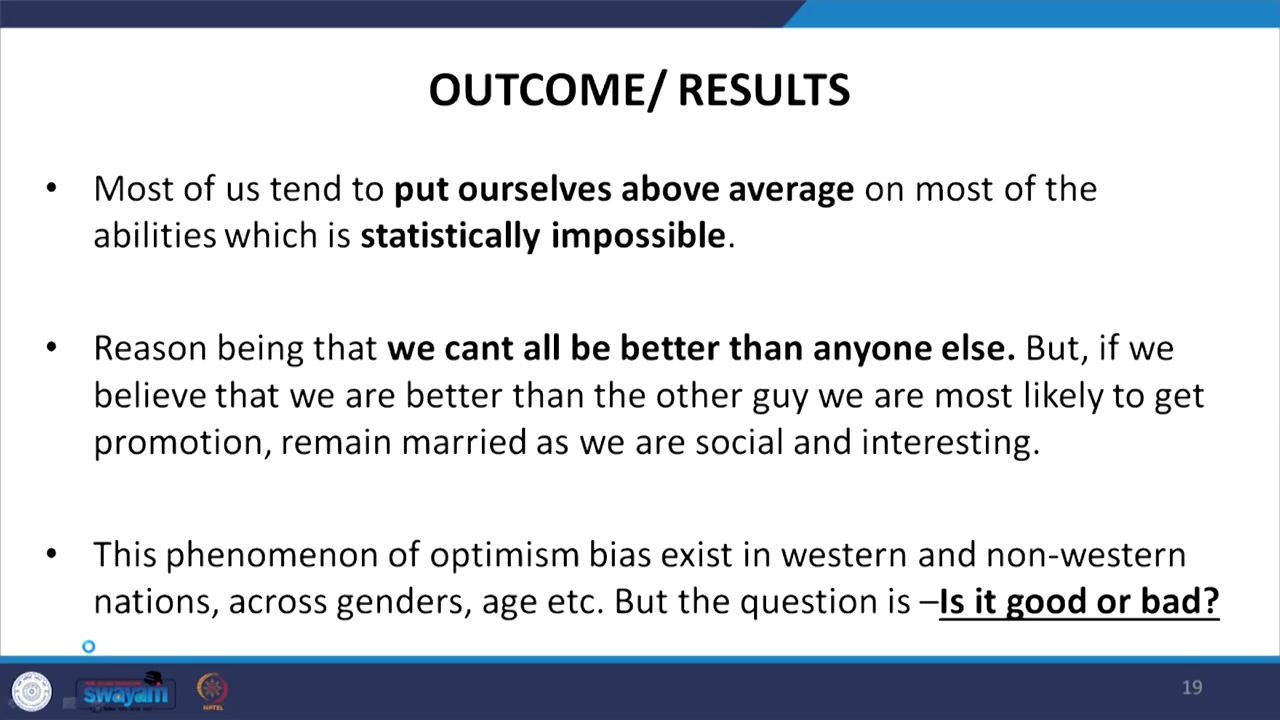 OUTCOME/ RESULTS
• Most of us tend to put ourselves above average on most of the
abilities which is statistically impossible.
• Reason being that we cant all be better than anyone else. But, if we
believe that we are better than the other guy we are most likely to get
promotion, remain married as we are social and interesting.
• This phenomenon of optimism bias exist in western and non-western
nations, across genders, age etc. But the question is –Is it good or bad?
swayam
NPTEL
19